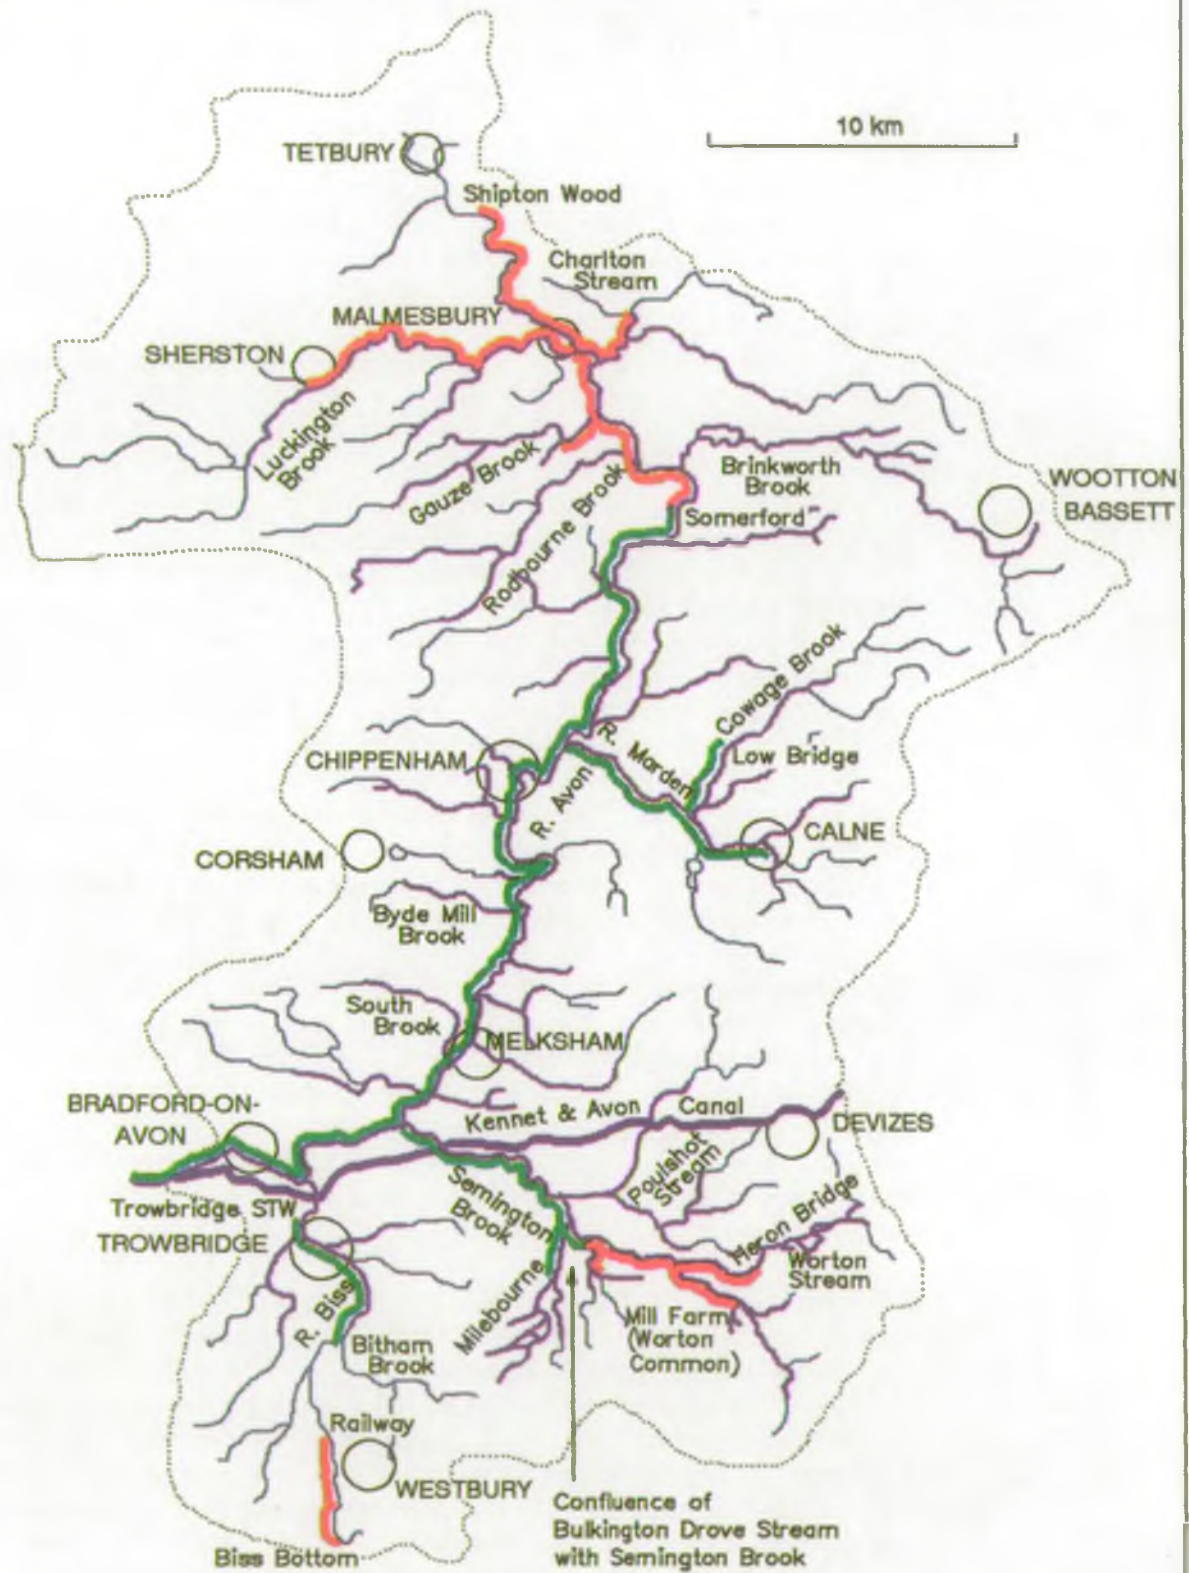 10 km
TETBURY
Shipton Wood
Charlton
Stream
MALMESBURY
SHERSTON
Luckington
Brook
Gauze Brook
Rodbourne Brook
Brinkworth
Brook
WOOTTON
BASSETT
Somerford
Cowage Brook
R. Marden
Low Bridge
CHIPPENHAM
R. Avon
CALNE
CORSHAM
Byde Mill
Brook
South
Brook
MELKSHAM
BRADFORD-ON-
AVON
Kennet & Avon Canal
DEVIZES
Poulshot
Stream
Semington
Brook
Trowbridge STW
TROWBRIDGE
Heron Bridge
Worton
Stream
R. Biss
Milebourne
Mill Farm
(Worton
Common)
Bitham
Brook
Railway
WESTBURY
Confluence of
Bulkington Drove Stream
with Semington Brook
Biss Bottom